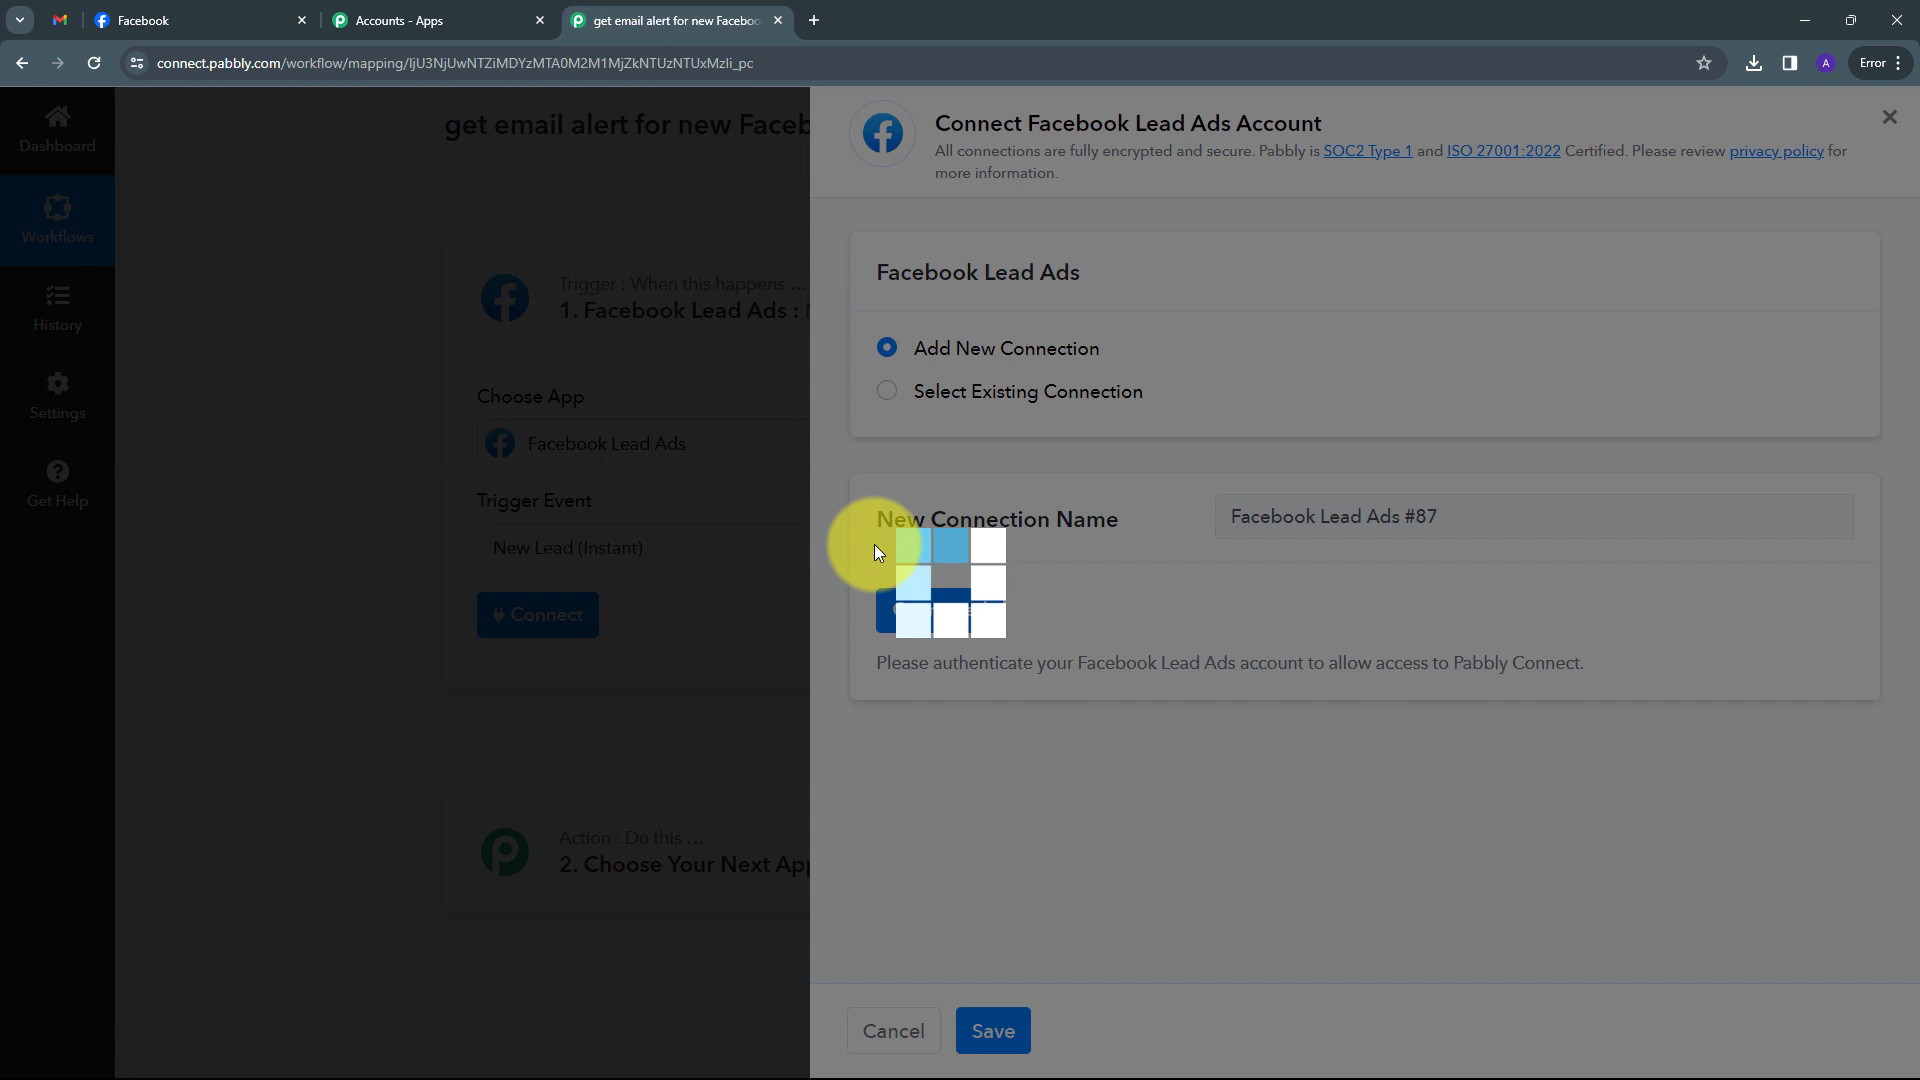 Facebook
Accounts - Apps
get email alert for new Faceboo
connect.pabbly.com/workflow/mapping/IjU3NjUwNTZiMDYzMTA0M2M1MjZkNTUzNTUxMzIi_pc
A
Error
Dashboard
Workflows
History
Settings
Get Help
get email alert for new Faceb
Trigger : When this happens ...
1. Facebook Lead Ads :
Choose App
Facebook Lead Ads
Trigger Event
New Lead (Instant)
Connect
Action : Do this ...
2. Choose Your Next App
Connect Facebook Lead Ads Account
All connections are fully encrypted and secure. Pabbly is SOC2 Type 1 and ISO 27001:2022 Certified. Please review privacy policy for
more information.
Facebook Lead Ads
Add New Connection
Select Existing Connection
New Connection Name
Facebook Lead Ads #87
Please authenticate your Facebook Lead Ads account to allow access to Pabbly Connect.
Cancel
Save